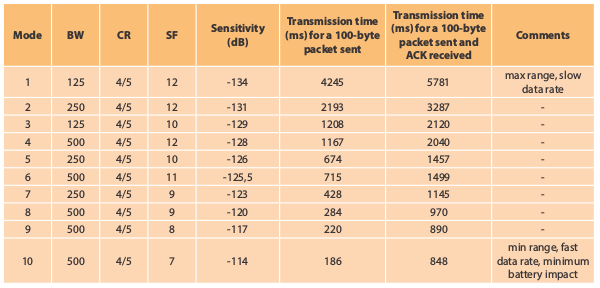 Mode BW CR SF Sensitivity (dB) Transmission time (ms) for a 100-byte packet sent Transmission time (ms) for a 100-byte packet sent and ACK received Comments
1 125 4/5 12 -134 4245 5781 max range, slow data rate
2 250 4/5 12 -131 2193 3287 -
3 125 4/5 10 -129 1208 2120 -
4 500 4/5 12 -128 1167 2040 -
5 250 4/5 10 -126 674 1457 -
6 500 4/5 11 -125,5 715 1499 -
7 250 4/5 9 -123 428 1145 -
8 500 4/5 9 -120 284 970 -
9 500 4/5 8 -117 220 890 -
10 500 4/5 7 -114 186 848 min range, fast data rate, minimum battery impact